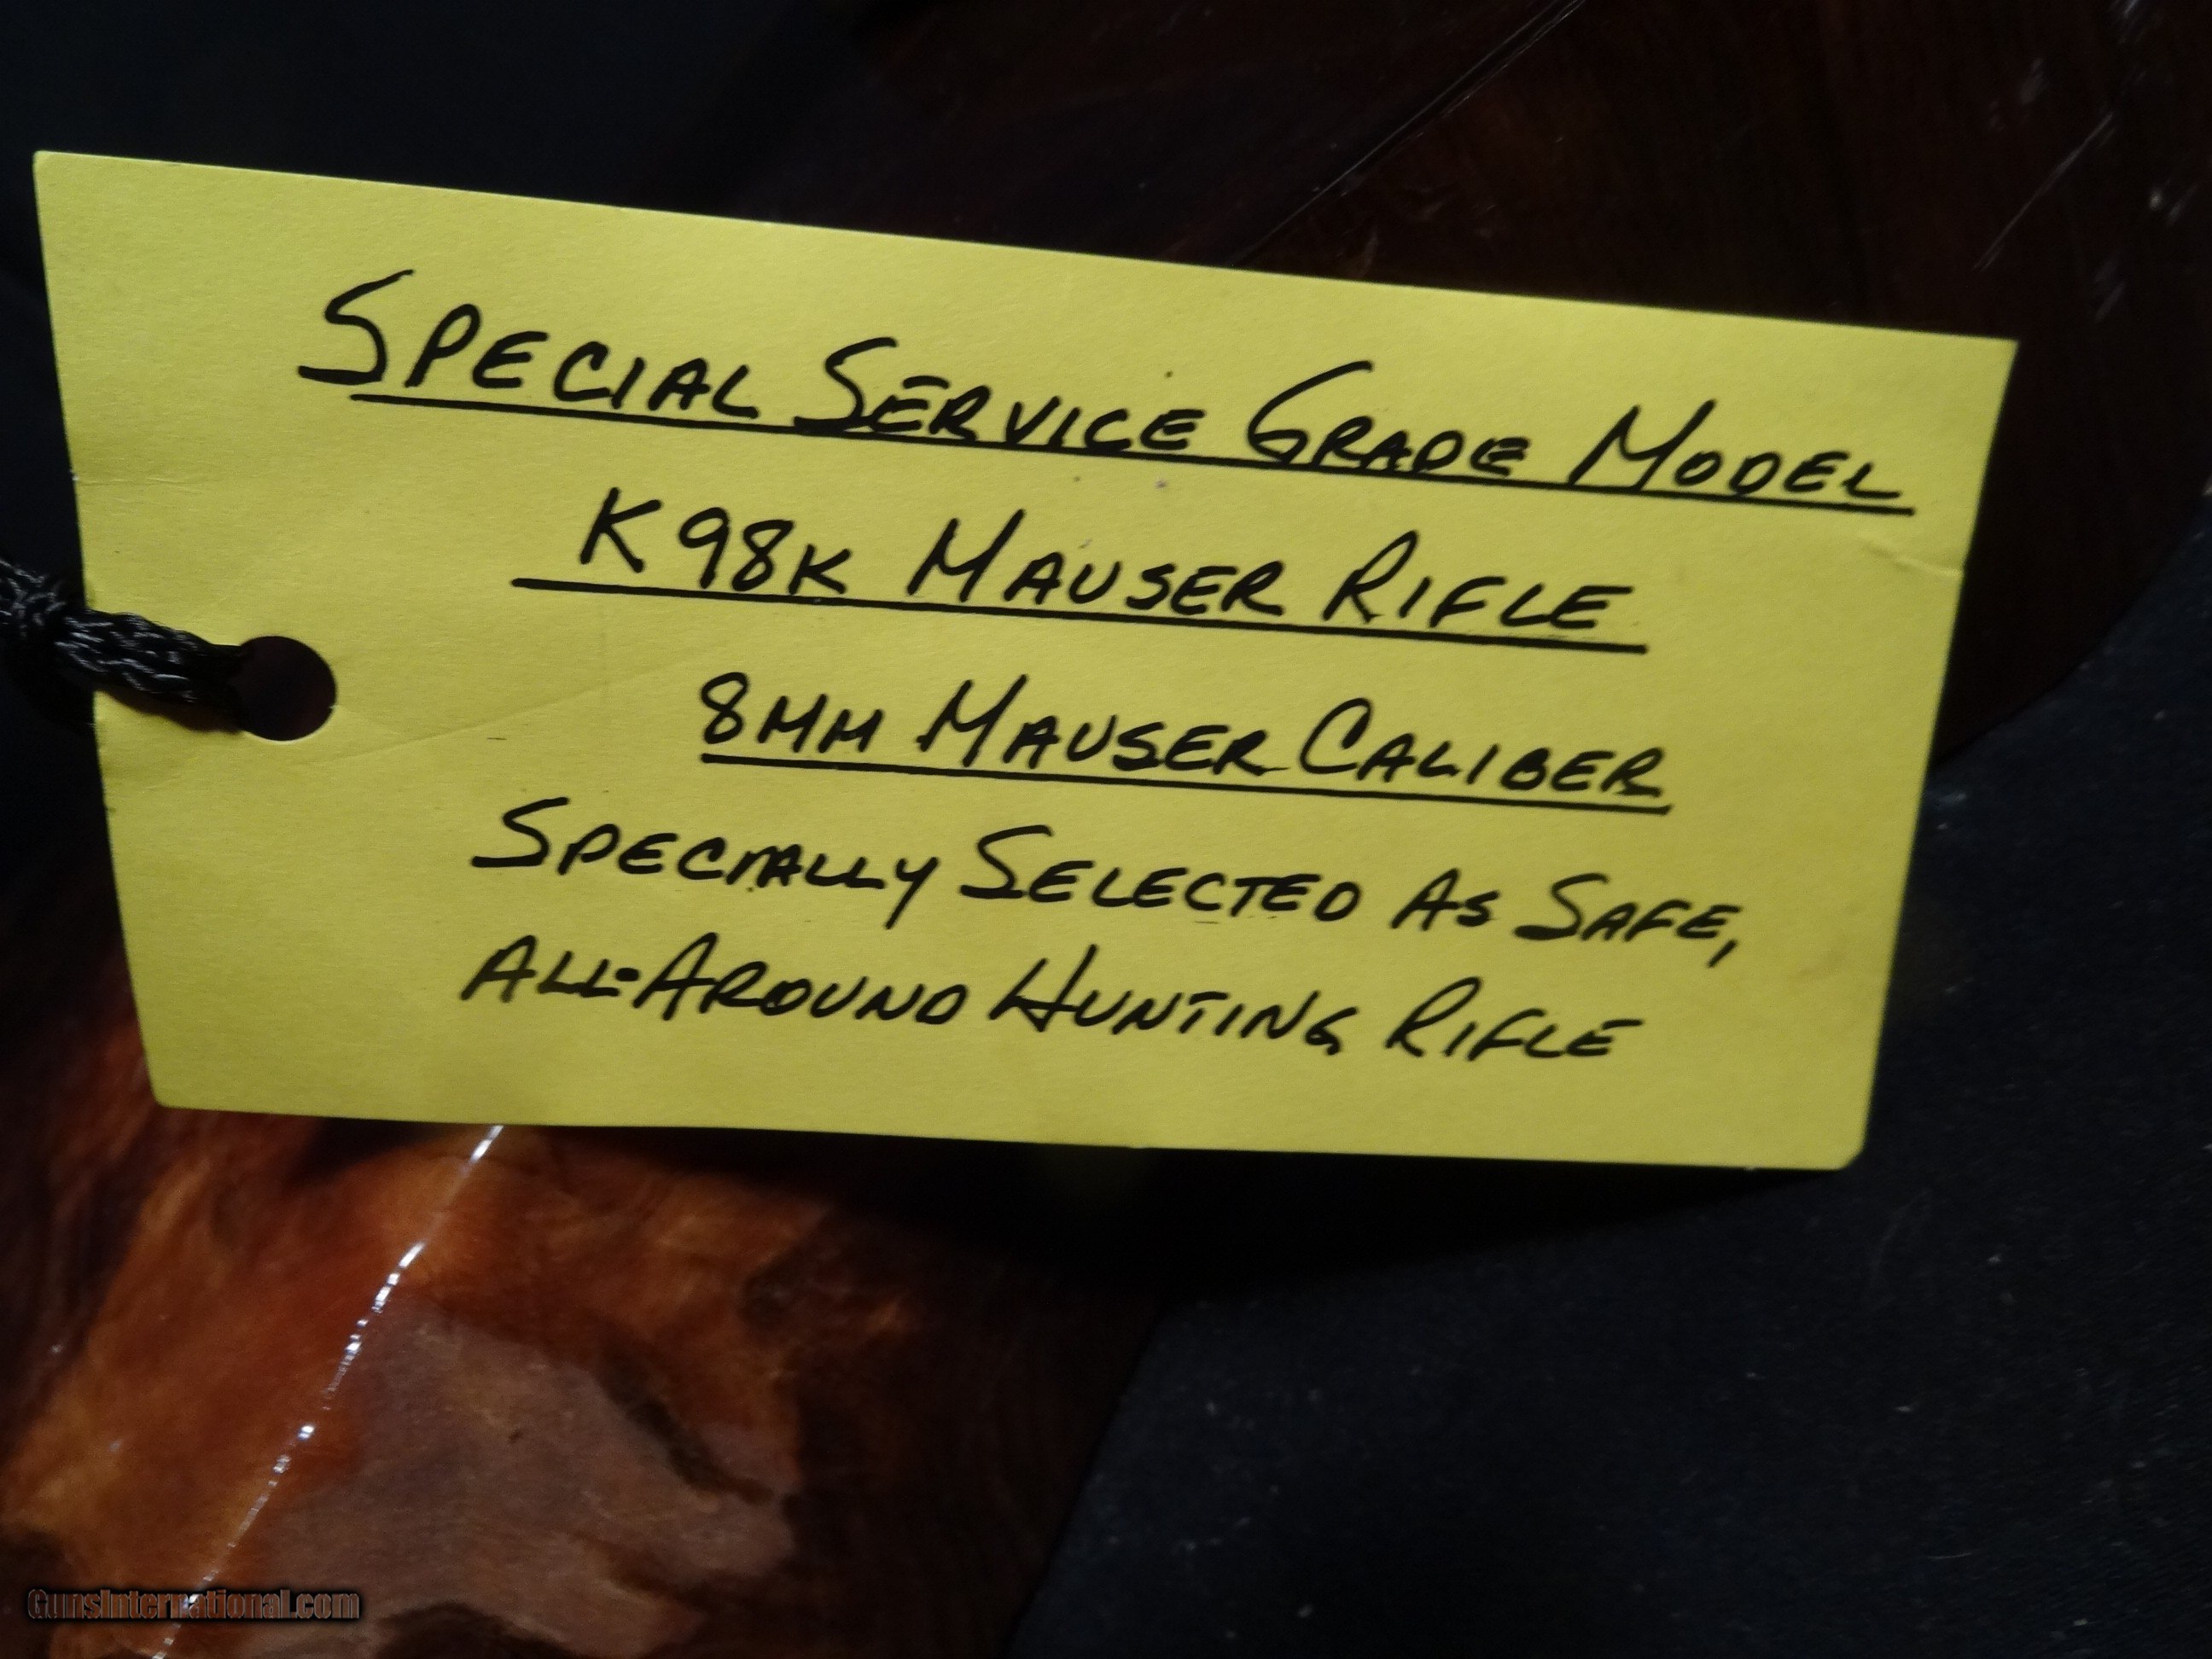 SPECIAL SERVICE GRADE MODEL
K98K MAUSER RIFLE
8MM MAUSER CALIBER
SPECIALLY SELECTED AS SAFE,
ALL-AROUND HUNTING RIFLE
GunsInternational.com